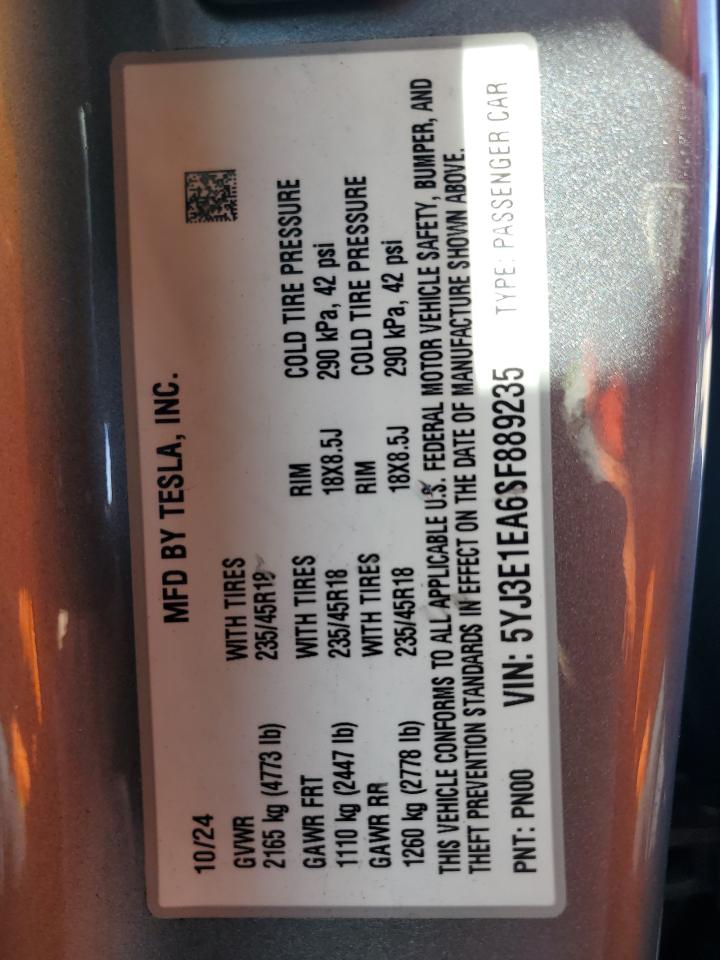 MFD BY TESLA, INC.
10/24
GVWR WITH TIRES
2165 kg (4773 lb) 235/45R18
GAWR FRT WITH TIRES RIM COLD TIRE PRESSURE
1110 kg (2447 lb) 235/45R18 18X8.5J 290 kPa, 42 psi
GAWR RR WITH TIRES RIM COLD TIRE PRESSURE
1260 kg (2778 lb) 235/45R18 18X8.5J 290 kPa, 42 psi
THIS VEHICLE CONFORMS TO ALL APPLICABLE U.S. FEDERAL MOTOR VEHICLE SAFETY, BUMPER, AND
THEFT PREVENTION STANDARDS IN EFFECT ON THE DATE OF MANUFACTURE SHOWN ABOVE.
PNT: PN00 VIN: 5YJ3E1EA6SF889235 TYPE: PASSENGER CAR